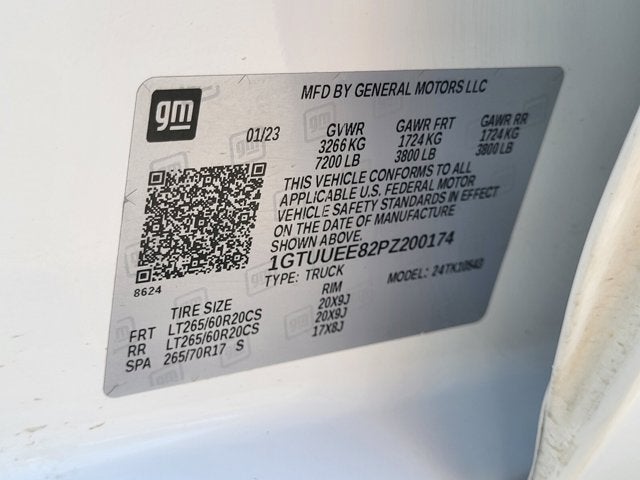 gm
MFD BY GENERAL MOTORS LLC
01/23 GVWR GAWR FRT GAWR RR
3266 KG 1724 KG 1724 KG
7200 LB 3800 LB 3800 LB
THIS VEHICLE CONFORMS TO ALL
APPLICABLE U.S. FEDERAL MOTOR
VEHICLE SAFETY STANDARDS IN EFFECT
ON THE DATE OF MANUFACTURE
SHOWN ABOVE.
1GTUUEE82PZ200174
8624
TYPE: TRUCK MODEL: 24TK10543
TIRE SIZE RIM
FRT LT265/60R20CS 20X9J
RR LT265/60R20CS 20X9J
SPA 265/70R17 S 17X8J